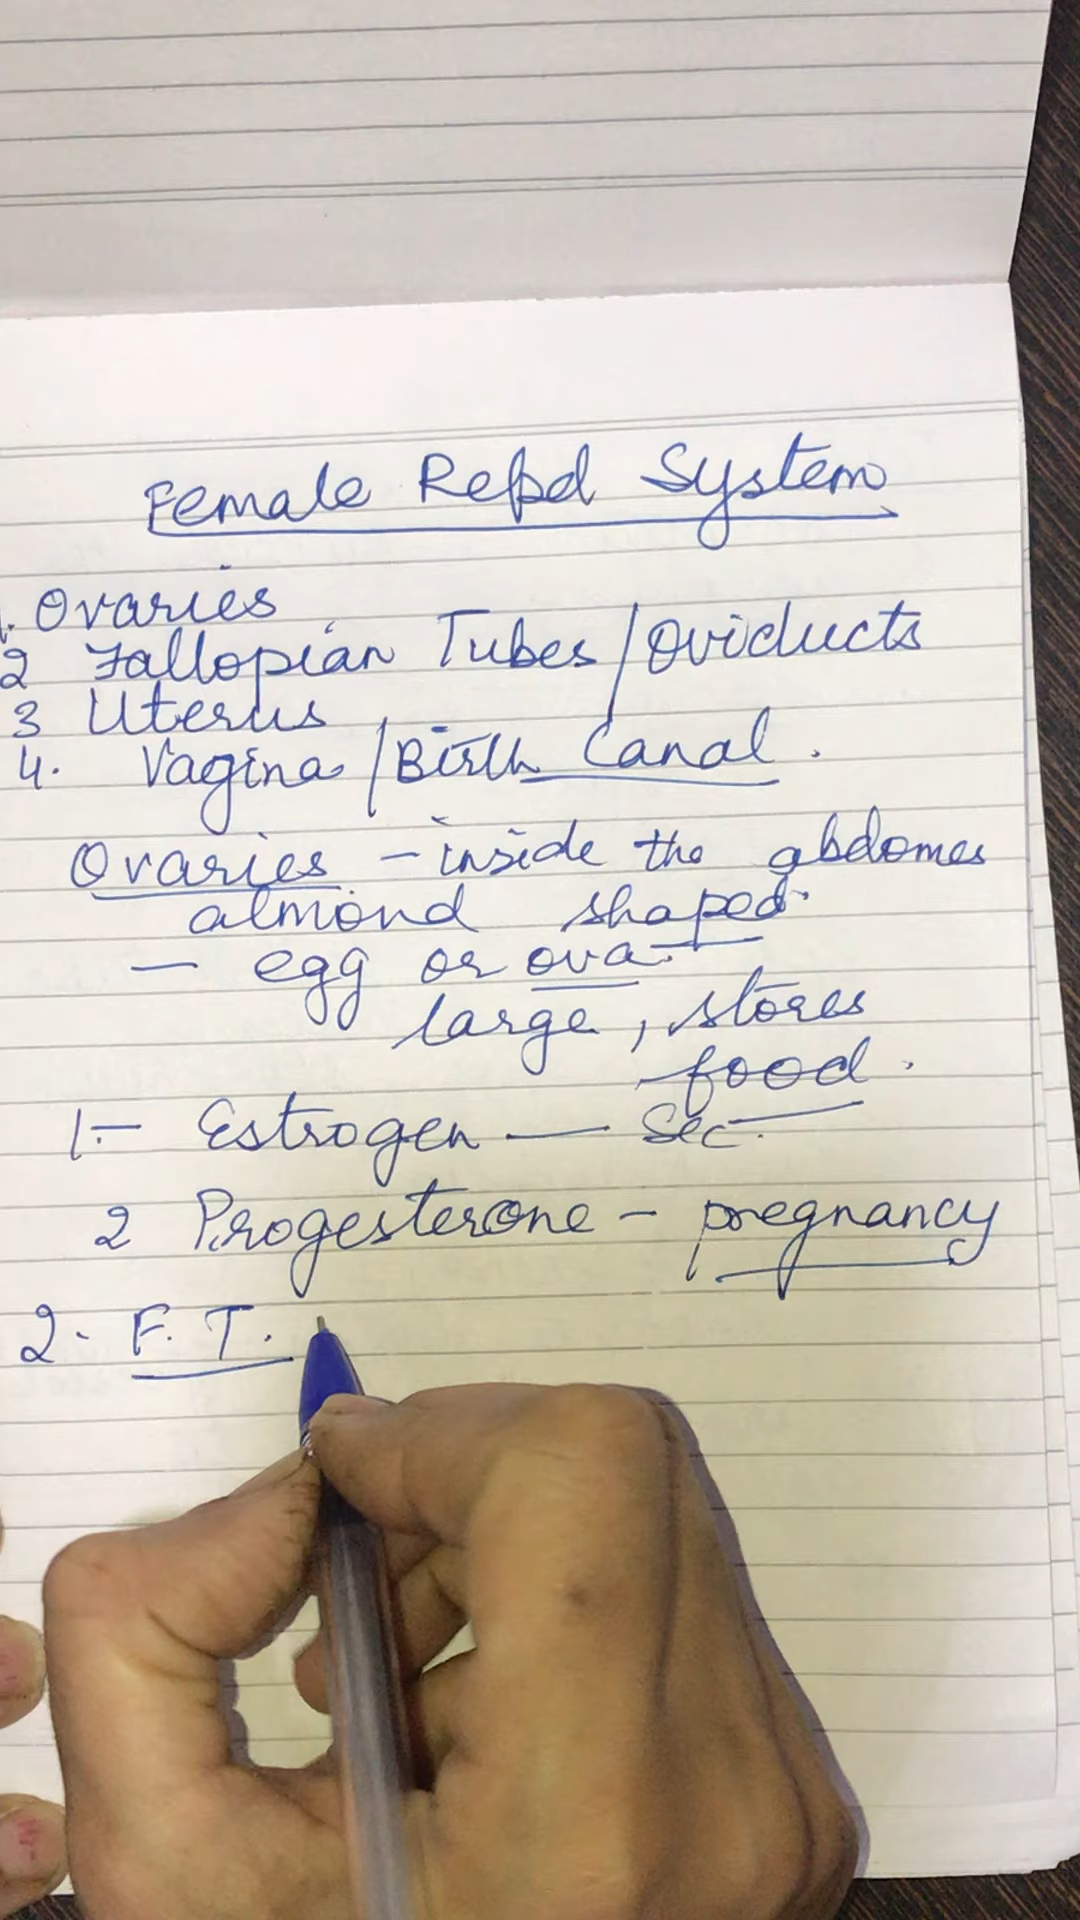 Female Repd System
1. Ovaries
2 Fallopian Tubes / Oviducts
3 Uterus
4. Vagina / Birth Canal.
Ovaries - inside the abdomen
almond shaped.
- egg or ova.
large, stores
food.
1.- Estrogen - Sec.
2 Progesterone - pregnancy
2. F. T.